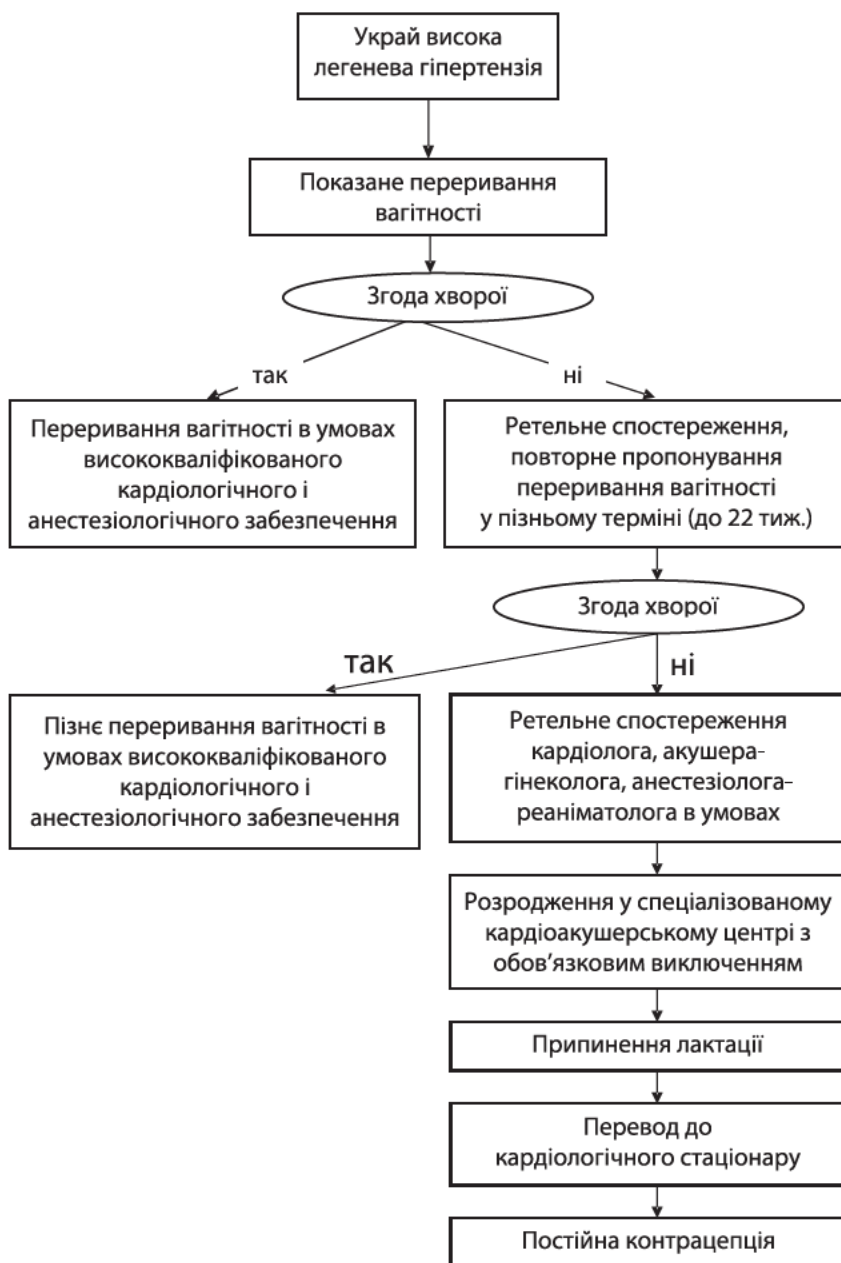 Украй висока
легенева гіпертензія
Показане переривання
вагітності
Згода хворої
так
ні
Переривання вагітності в умовах
висококваліфікованого
кардіологічного і
анестезіологічного забезпечення
Ретельне спостереження,
повторне пропонування
переривання вагітності
у пізньому терміні (до 22 тиж.)
Згода хворої
так
ні
Пізнє переривання вагітності в
умовах висококваліфікованого
кардіологічного і
анестезіологічного забезпечення
Ретельне спостереження
кардіолога, акушера-
гінеколога, анестезіолога-
реаніматолога в умовах
Розродження у спеціалізованому
кардіоакушерському центрі з
обов’язковим виключенням
Припинення лактації
Перевод до
кардіологічного стаціонару
Постійна контрацепція